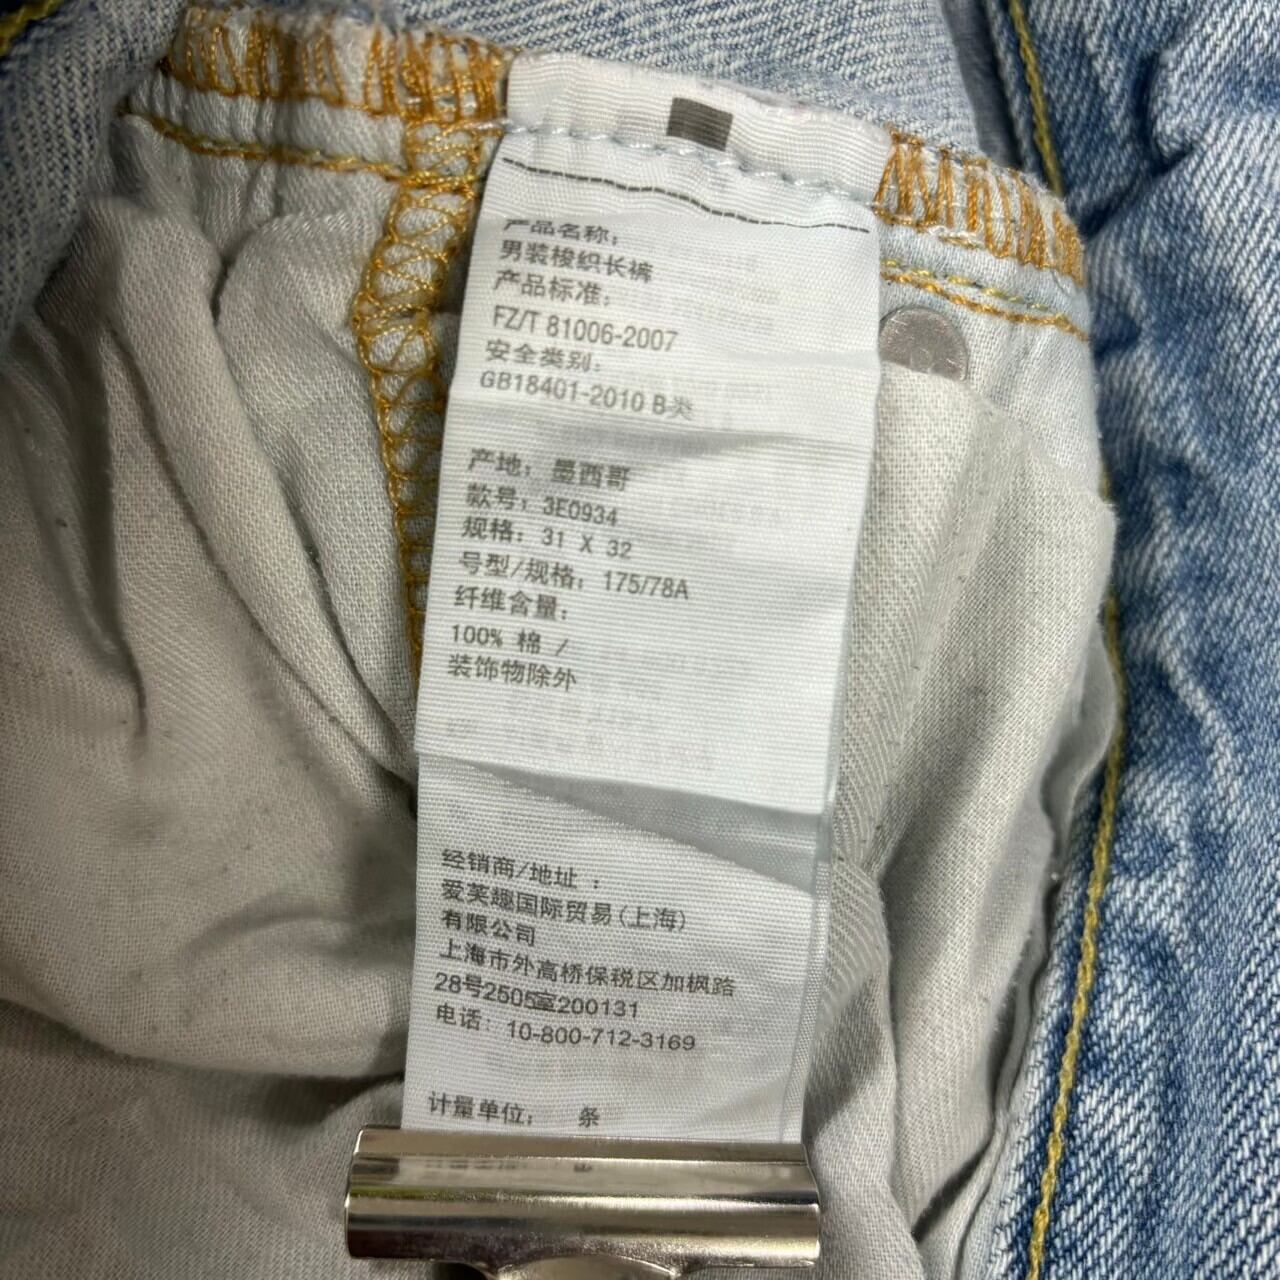 产品名称：
男装梭织长裤
产品标准：
FZ/T 81006-2007
安全类别：
GB18401-2010 B类
产地：墨西哥
款号：3E0934
规格：31 X 32
号型/规格：175/78A
纤维含量：
100% 棉 /
装饰物除外
经销商/地址 ：
爱芙趣国际贸易(上海)
有限公司
上海市外高桥保税区加枫路
28号2505室200131
电话：10-800-712-3169
计量单位： 条